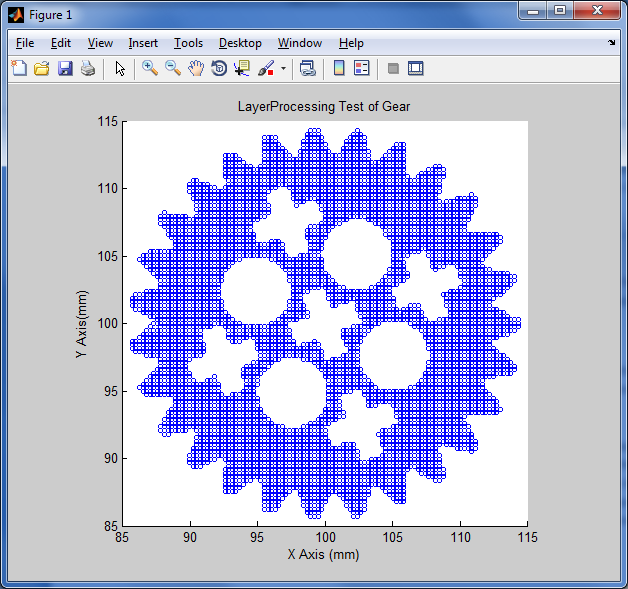 Figure 1
File Edit View Insert Tools Desktop Window Help
LayerProcessing Test of Gear
115
110
105
100
95
90
85
Y Axis(mm)
85 90 95 100 105 110 115
X Axis (mm)